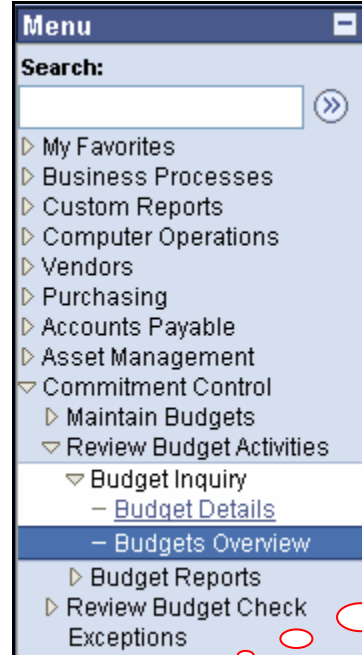 Menu
Search:
My Favorites
Business Processes
Custom Reports
Computer Operations
Vendors
Purchasing
Accounts Payable
Asset Management
Commitment Control
Maintain Budgets
Review Budget Activities
Budget Inquiry
– Budget Details
– Budgets Overview
Budget Reports
Review Budget Check
Exceptions